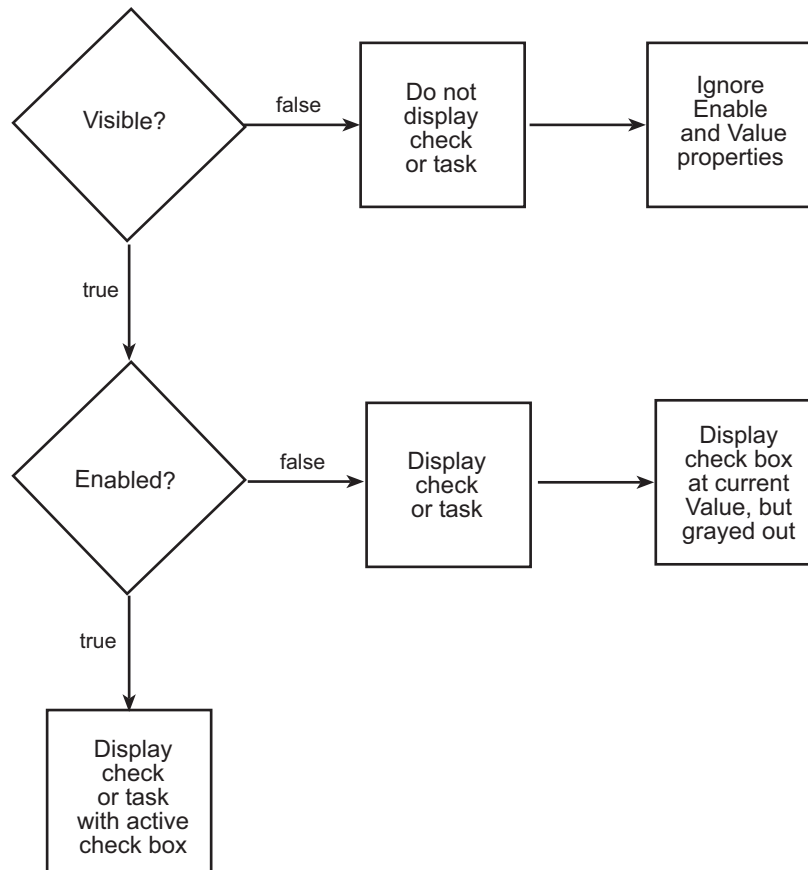 Visible?
false
Do not
display
check
or task
Ignore
Enable
and Value
properties
true
Enabled?
false
Display
check
or task
Display
check box
at current
Value, but
grayed out
true
Display
check
or task
with active
check box